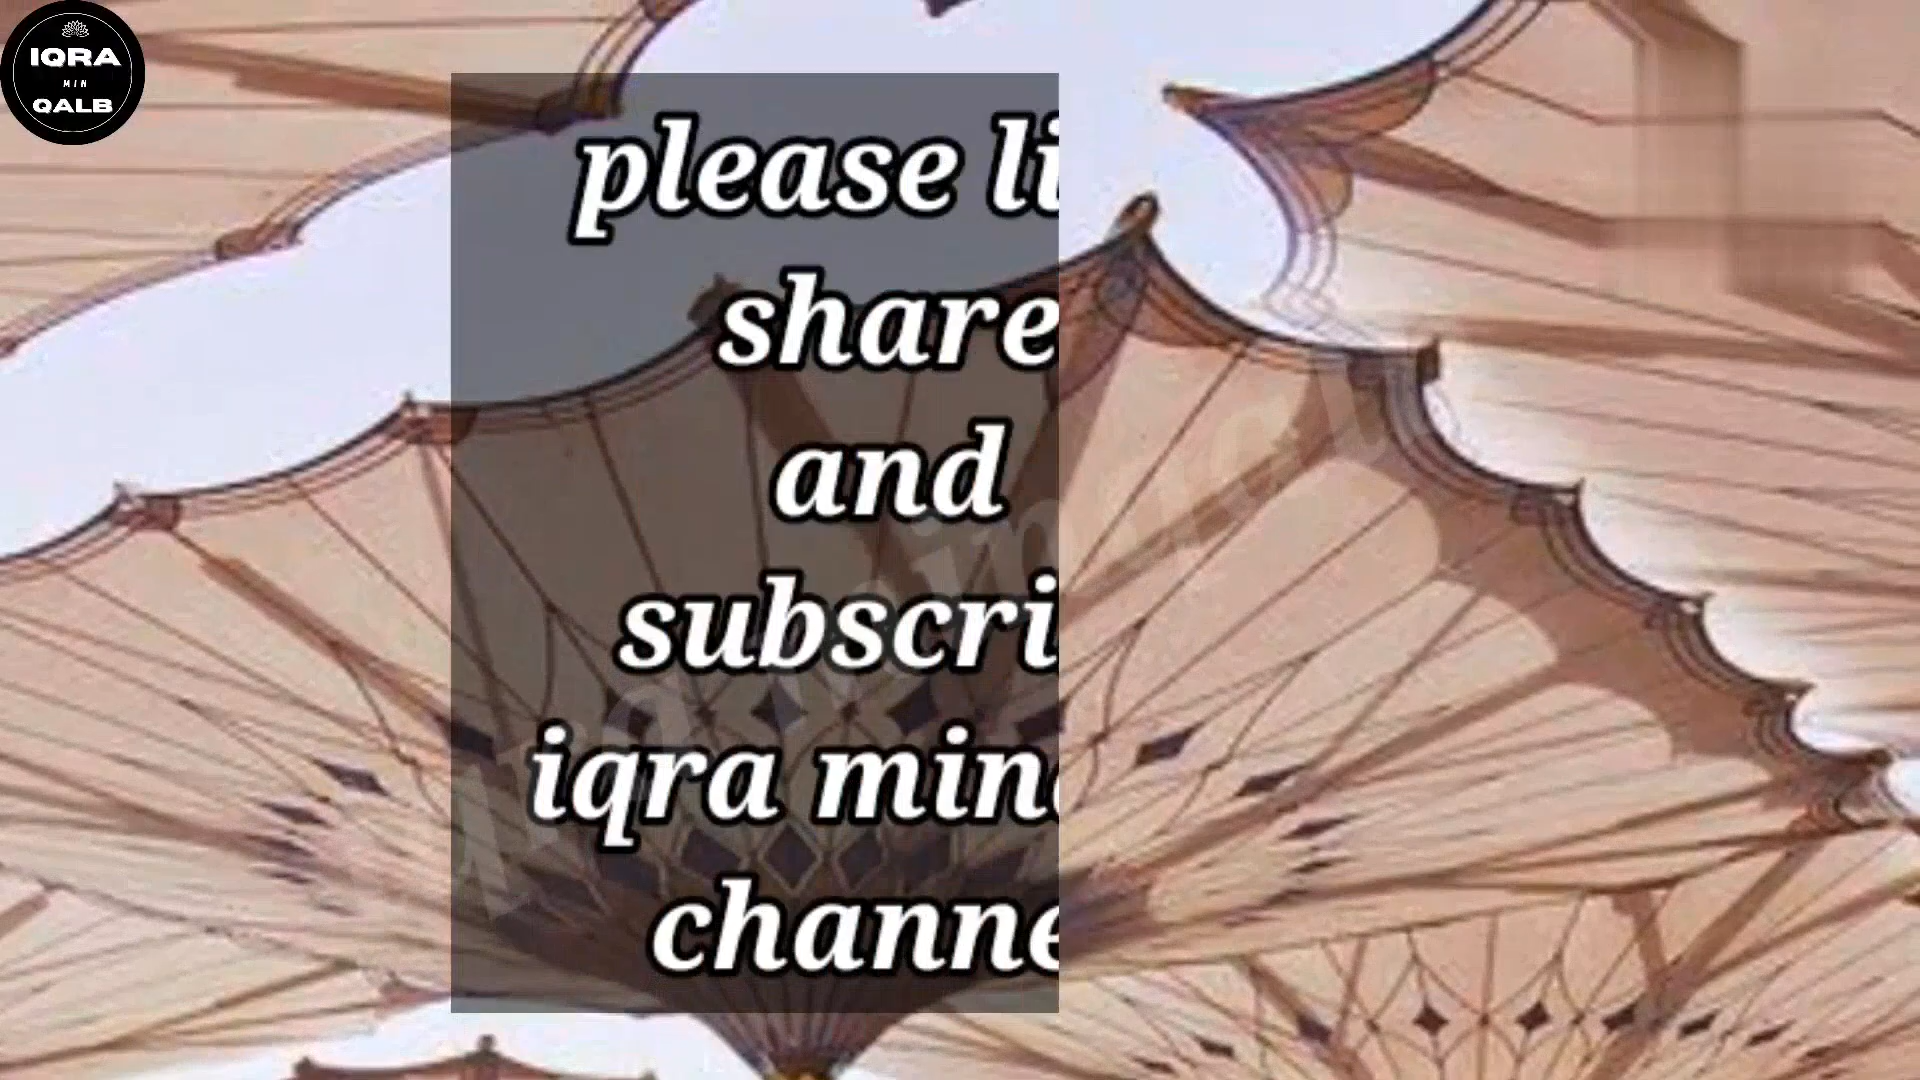 IQRA
MIN
QALB
please li
share
and
subscri
iqra min
channe